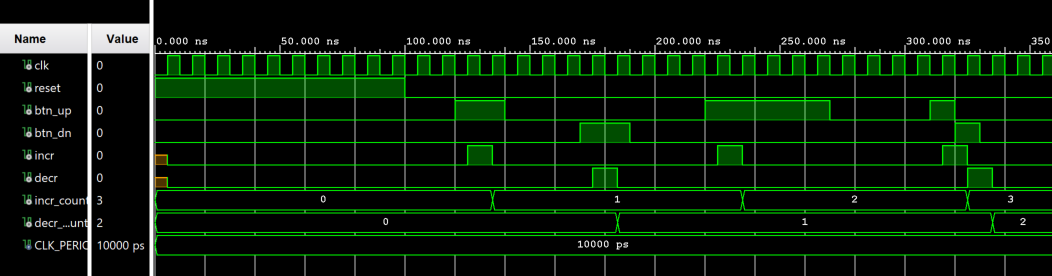 Name Value
0.000 ns 50.000 ns 100.000 ns 150.000 ns 200.000 ns 250.000 ns 300.000 ns 350
clk 0
reset 0
btn_up 0
btn_dn 0
incr 0
decr 0
incr_count 3 0 1 2 3
decr_...unt 2 0 1 2
CLK_PERIC 10000 ps 10000 ps